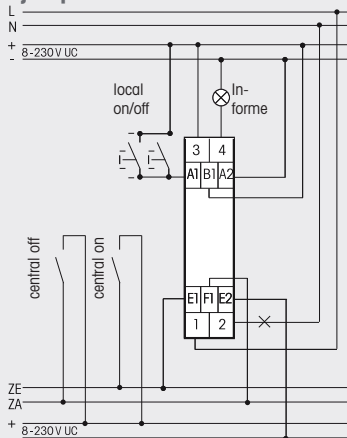 L
N
+
8-230 V UC
-
local
on/off
In-
forme
3 4
A1 B1 A2
central off
central on
E1 F1 E2
1 2
ZE
ZA
+
8-230 V UC